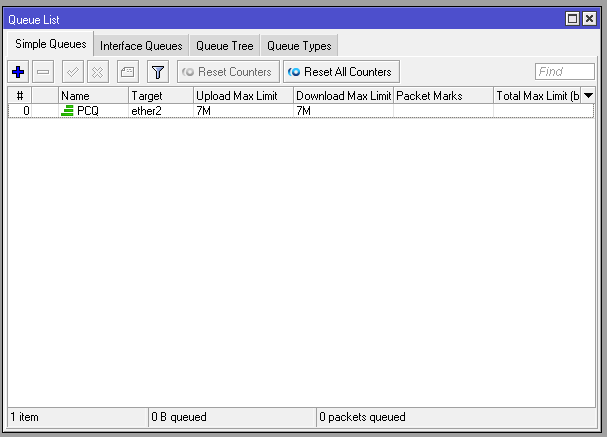 Queue List
Simple Queues Interface Queues Queue Tree Queue Types
Reset Counters Reset All Counters Find
# Name Target Upload Max Limit Download Max Limit Packet Marks Total Max Limit (b
0 PCQ ether2 7M 7M
1 item 0 B queued 0 packets queued